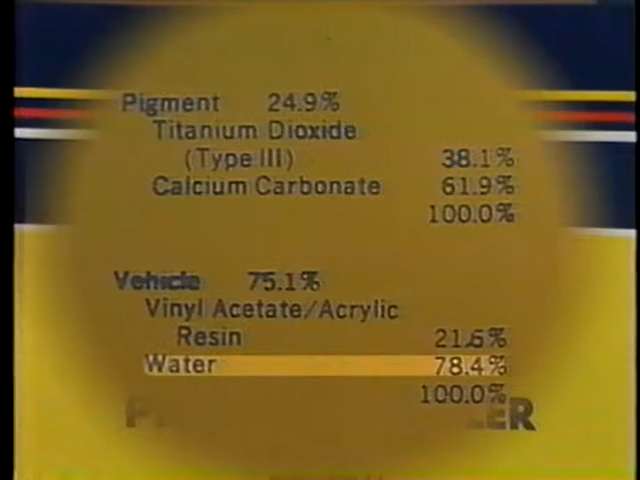 Pigment 24.9%
Titanium Dioxide
(Type III) 38.1%
Calcium Carbonate 61.9%
100.0%
Vehicle 75.1%
Vinyl Acetate/Acrylic
Resin 21.6%
Water 78.4%
100.0%